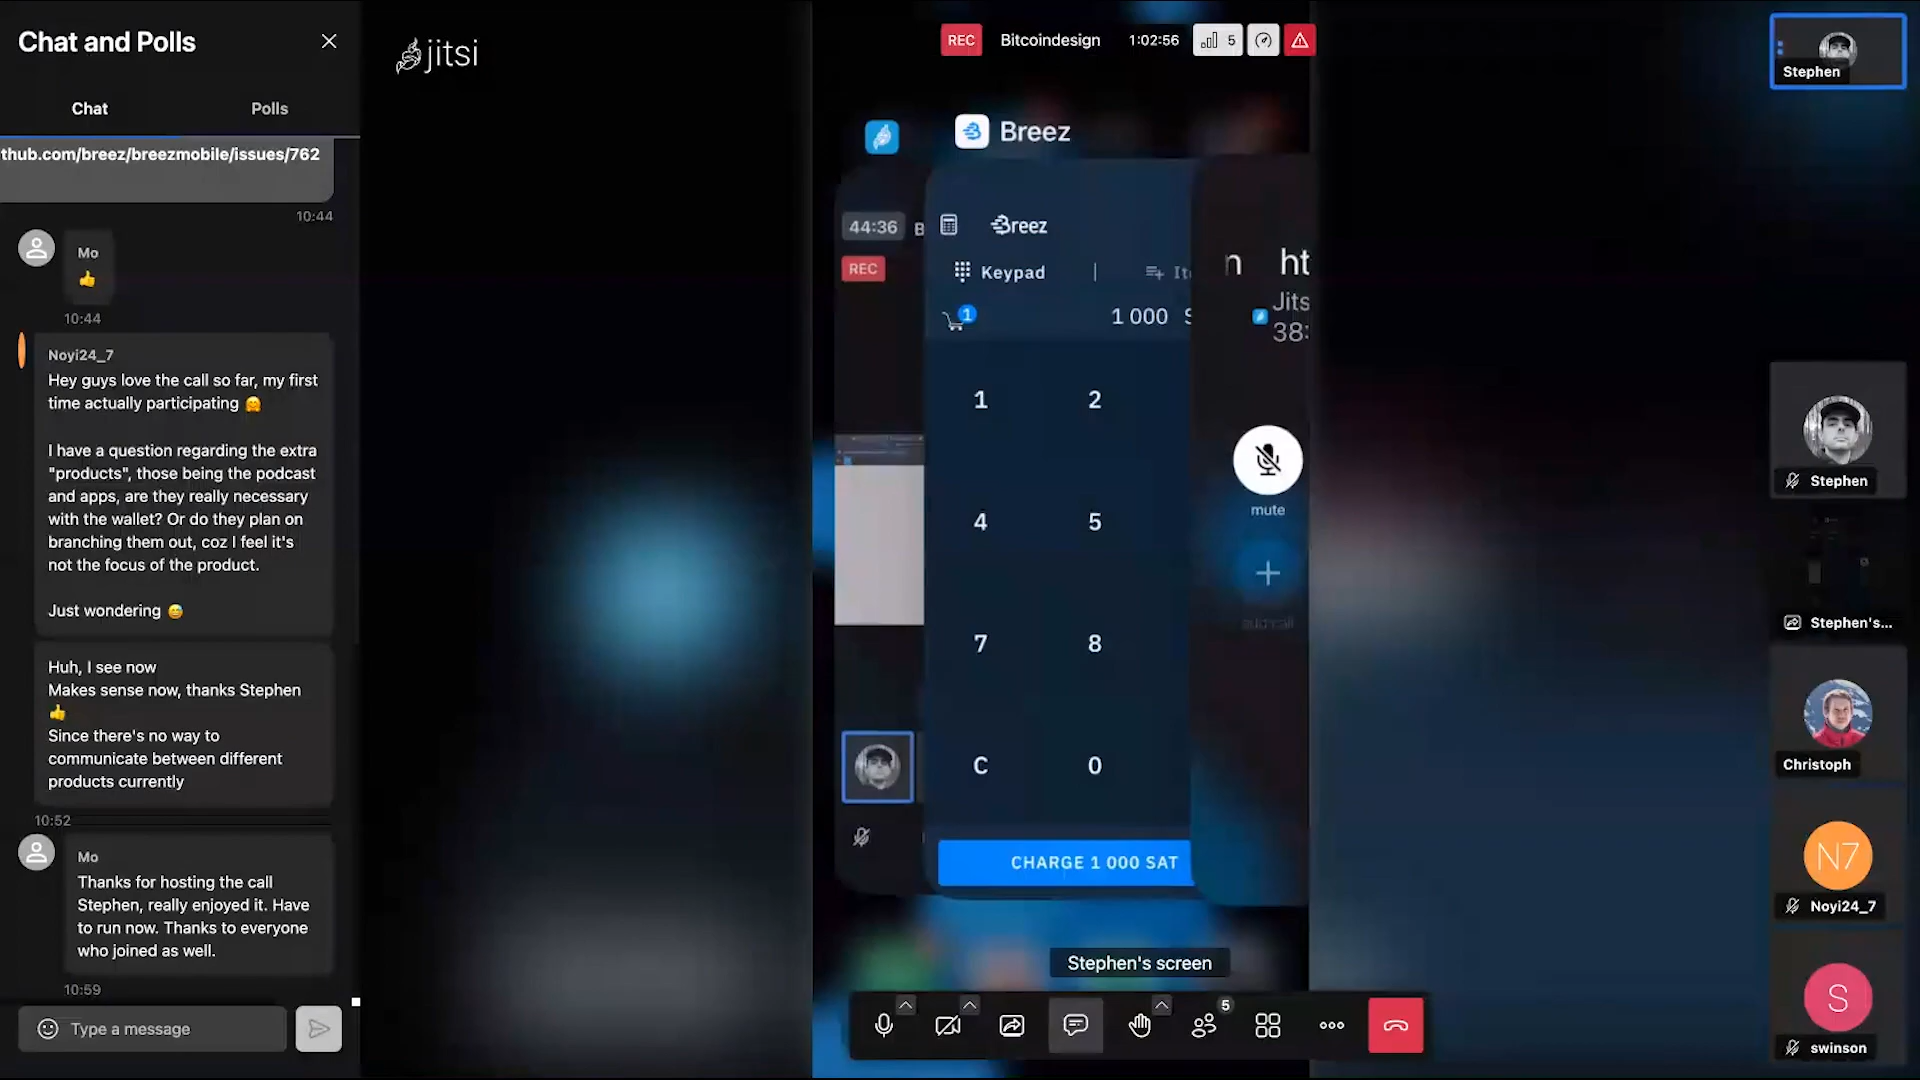 Chat and Polls
Chat
Polls
thub.com/breez/breezmobile/issues/762
10:44
Mo
👍
10:44
Noyi24_7
Hey guys love the call so far, my first
time actually participating 🤗
I have a question regarding the extra
"products", those being the podcast
and apps, are they really necessary
with the wallet? Or do they plan on
branching them out, coz I feel it's
not the focus of the product.
Just wondering 😅
Huh, I see now
Makes sense now, thanks Stephen
👍
Since there's no way to
communicate between different
products currently
10:52
Mo
Thanks for hosting the call
Stephen, really enjoyed it. Have
to run now. Thanks to everyone
who joined as well.
10:59
Type a message
jitsi
REC
Bitcoindesign
1:02:56
5
Breez
44:36
B
REC
Breez
Keypad
It
1
1 000 S
1
2
4
5
7
8
C
0
CHARGE 1 000 SAT
n ht
Jits
38:
mute
add call
Stephen's screen
5
Stephen
Stephen
Stephen's...
Christoph
N7
Noyi24_7
S
swinson